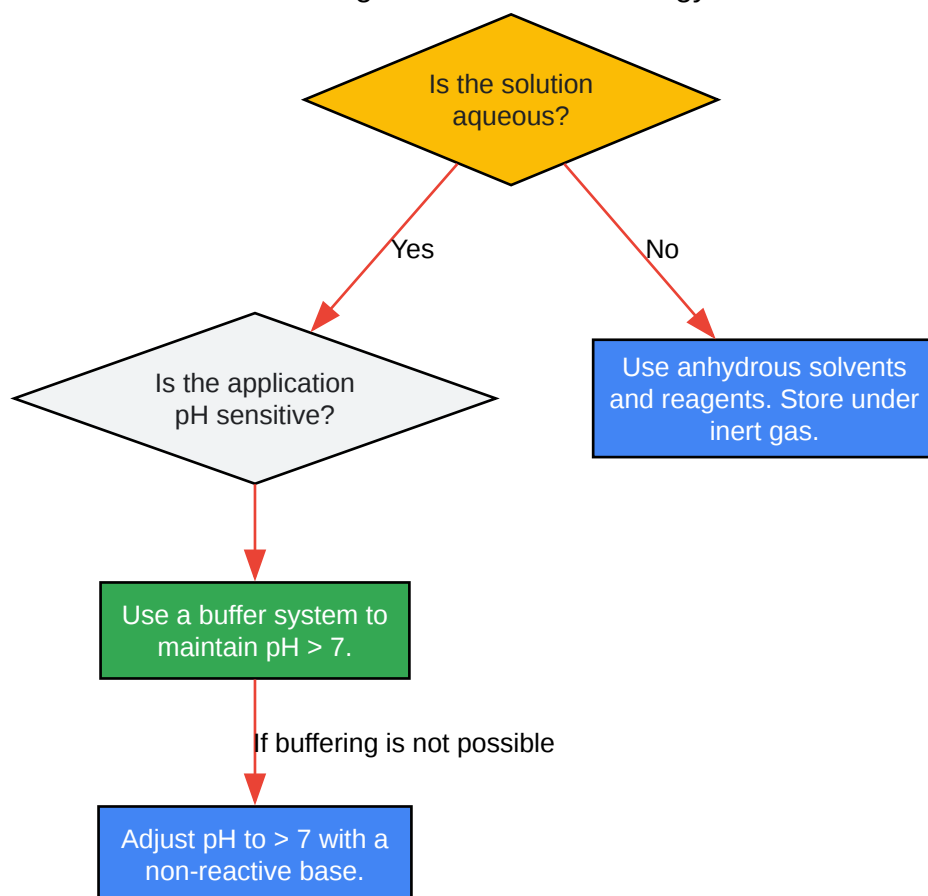 Is the solution
aqueous?
Yes
No
Is the application
pH sensitive?
Use anhydrous solvents
and reagents. Store under
inert gas.
Use a buffer system to
maintain pH > 7.
If buffering is not possible
Adjust pH to > 7 with a
non-reactive base.